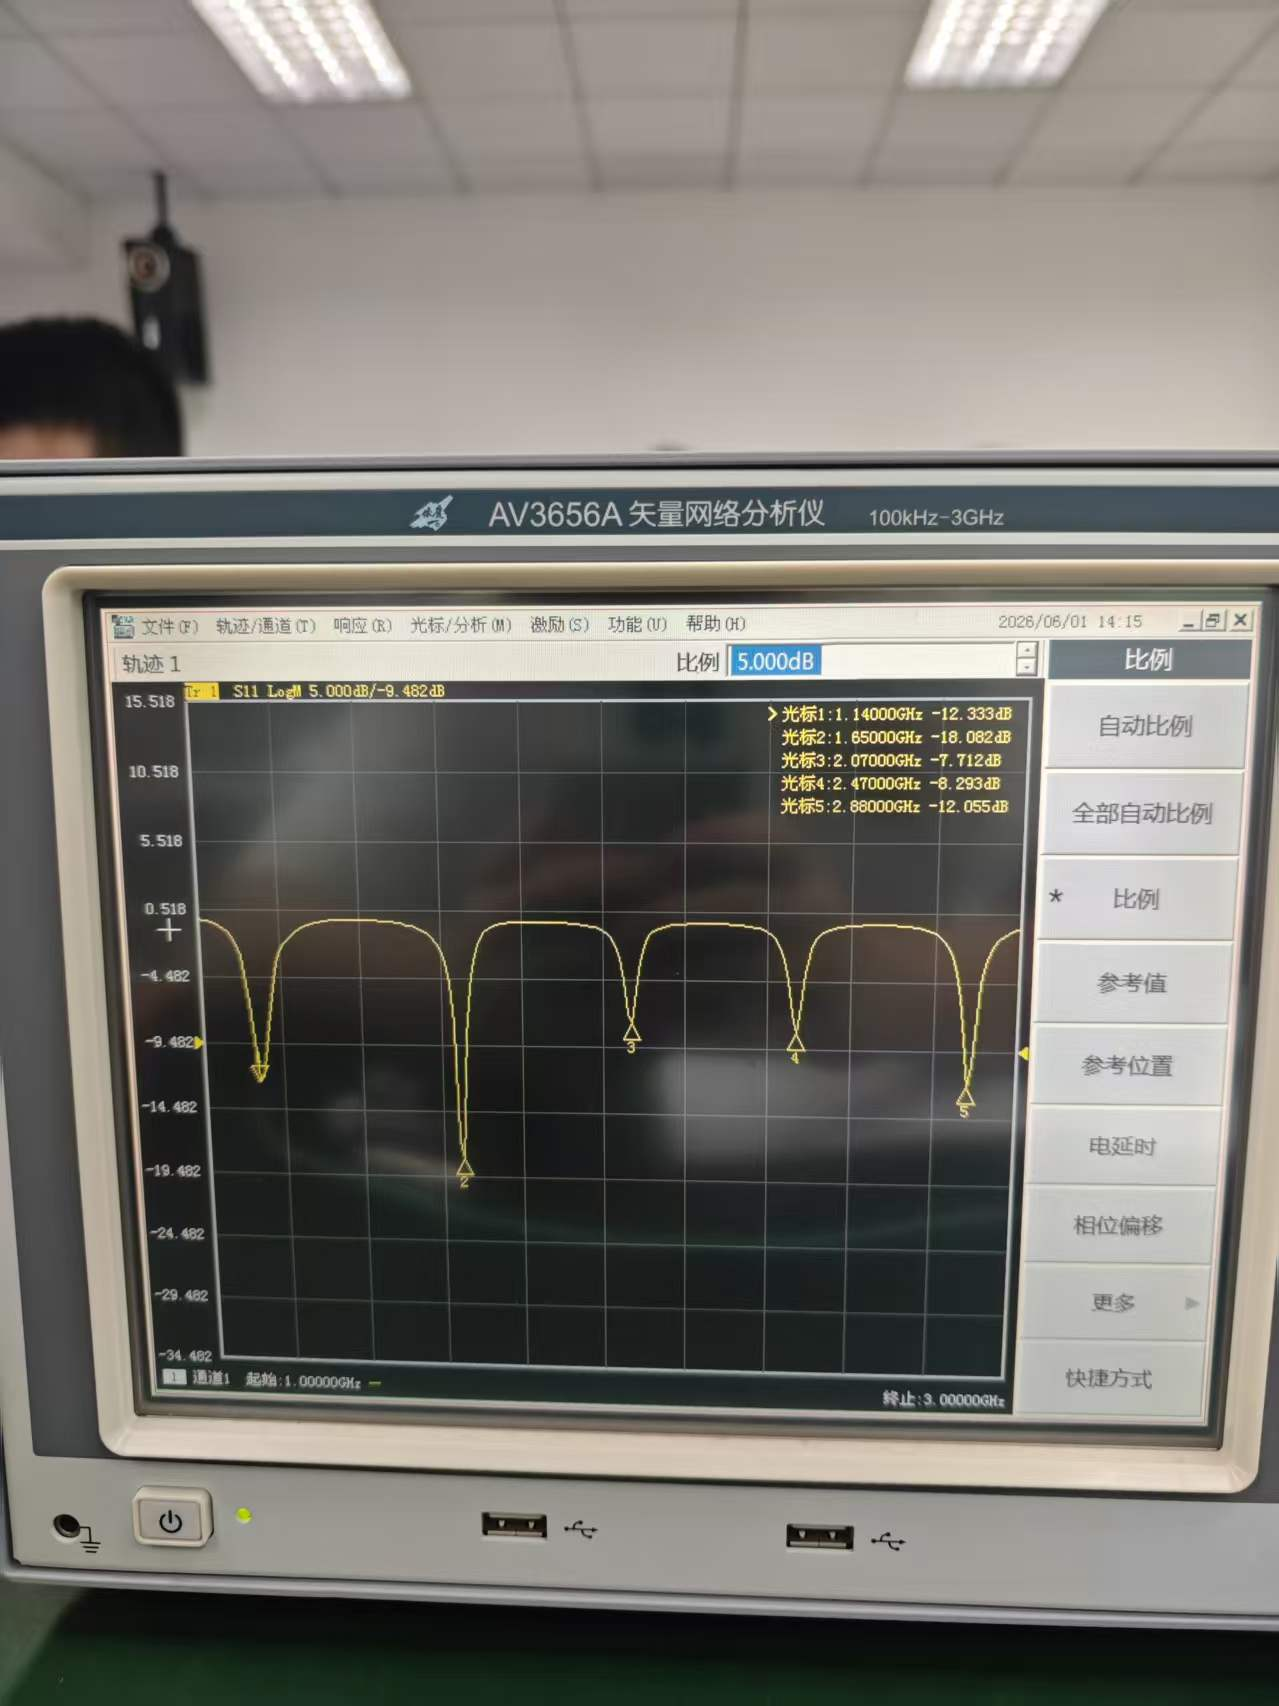 AV3656A 矢量网络分析仪 100kHz-3GHz
文件(F) 轨迹/通道(T) 响应(R) 光标/分析(M) 激励(S) 功能(U) 帮助(H) 2026/06/01 14:15
轨迹 1 比例 5.000dB 比例
Tr 1 S11 LogM 5.000dB/-9.482dB
15.518
10.518
5.518
0.518
-4.482
-9.482
-14.482
-19.482
-24.482
-29.482
-34.482
>光标1:1.14000GHz -12.333dB
光标2:1.65000GHz -18.082dB
光标3:2.07000GHz -7.712dB
光标4:2.47000GHz -8.293dB
光标5:2.88000GHz -12.055dB
2
3
4
5
1 通道1 起始:1.00000GHz
终止:3.00000GHz
自动比例
全部自动比例
* 比例
参考值
参考位置
电延时
相位偏移
更多
快捷方式